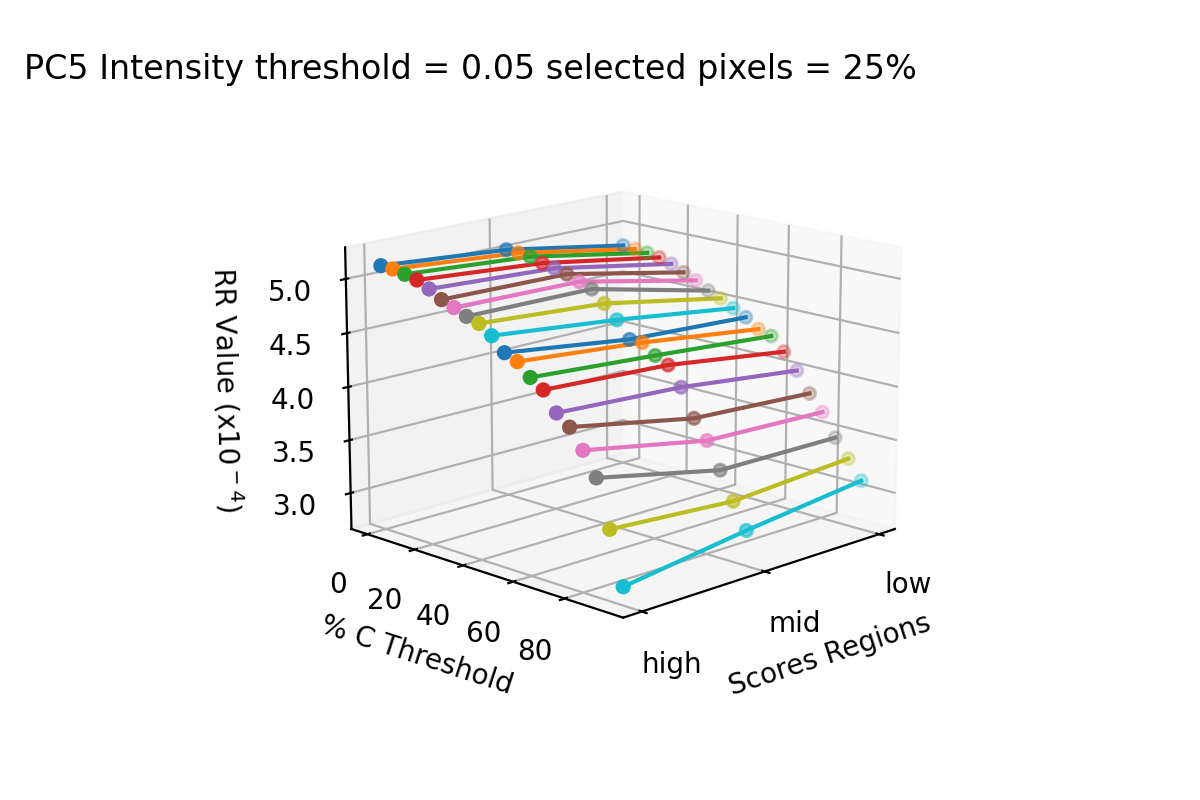 PC5 Intensity threshold = 0.05 selected pixels = 25%
RR Value (x10⁻⁴)
5.0
4.5
4.0
3.5
3.0
0
20
40
60
80
% C Threshold
high
mid
low
Scores Regions